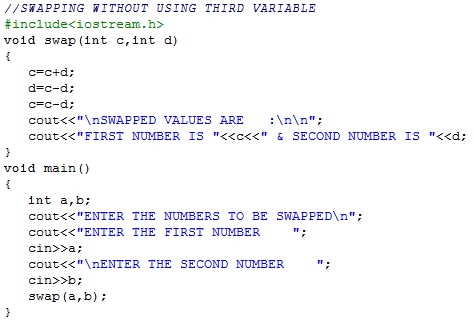 //SWAPPING WITHOUT USING THIRD VARIABLE
#include<iostream.h>
void swap(int c,int d)
{
   c=c+d;
   d=c-d;
   c=c-d;
   cout<<"\nSWAPPED VALUES ARE   :\n\n";
   cout<<"FIRST NUMBER IS "<<c<<" & SECOND NUMBER IS "<<d;
}
void main()
{
   int a,b;
   cout<<"ENTER THE NUMBERS TO BE SWAPPED\n";
   cout<<"ENTER THE FIRST NUMBER    ";
   cin>>a;
   cout<<"\nENTER THE SECOND NUMBER    ";
   cin>>b;
   swap(a,b);
}